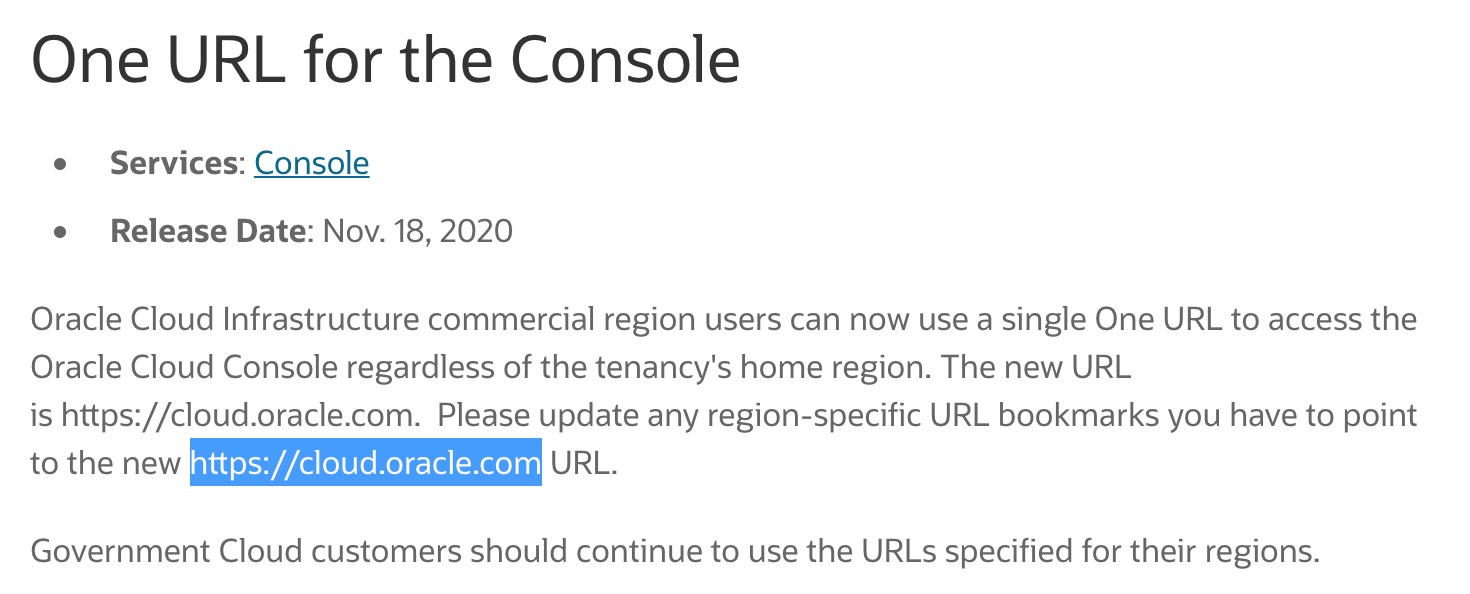 One URL for the Console
• Services: Console
• Release Date: Nov. 18, 2020
Oracle Cloud Infrastructure commercial region users can now use a single One URL to access the
Oracle Cloud Console regardless of the tenancy's home region. The new URL
is https://cloud.oracle.com.  Please update any region-specific URL bookmarks you have to point
to the new https://cloud.oracle.com URL.
Government Cloud customers should continue to use the URLs specified for their regions.